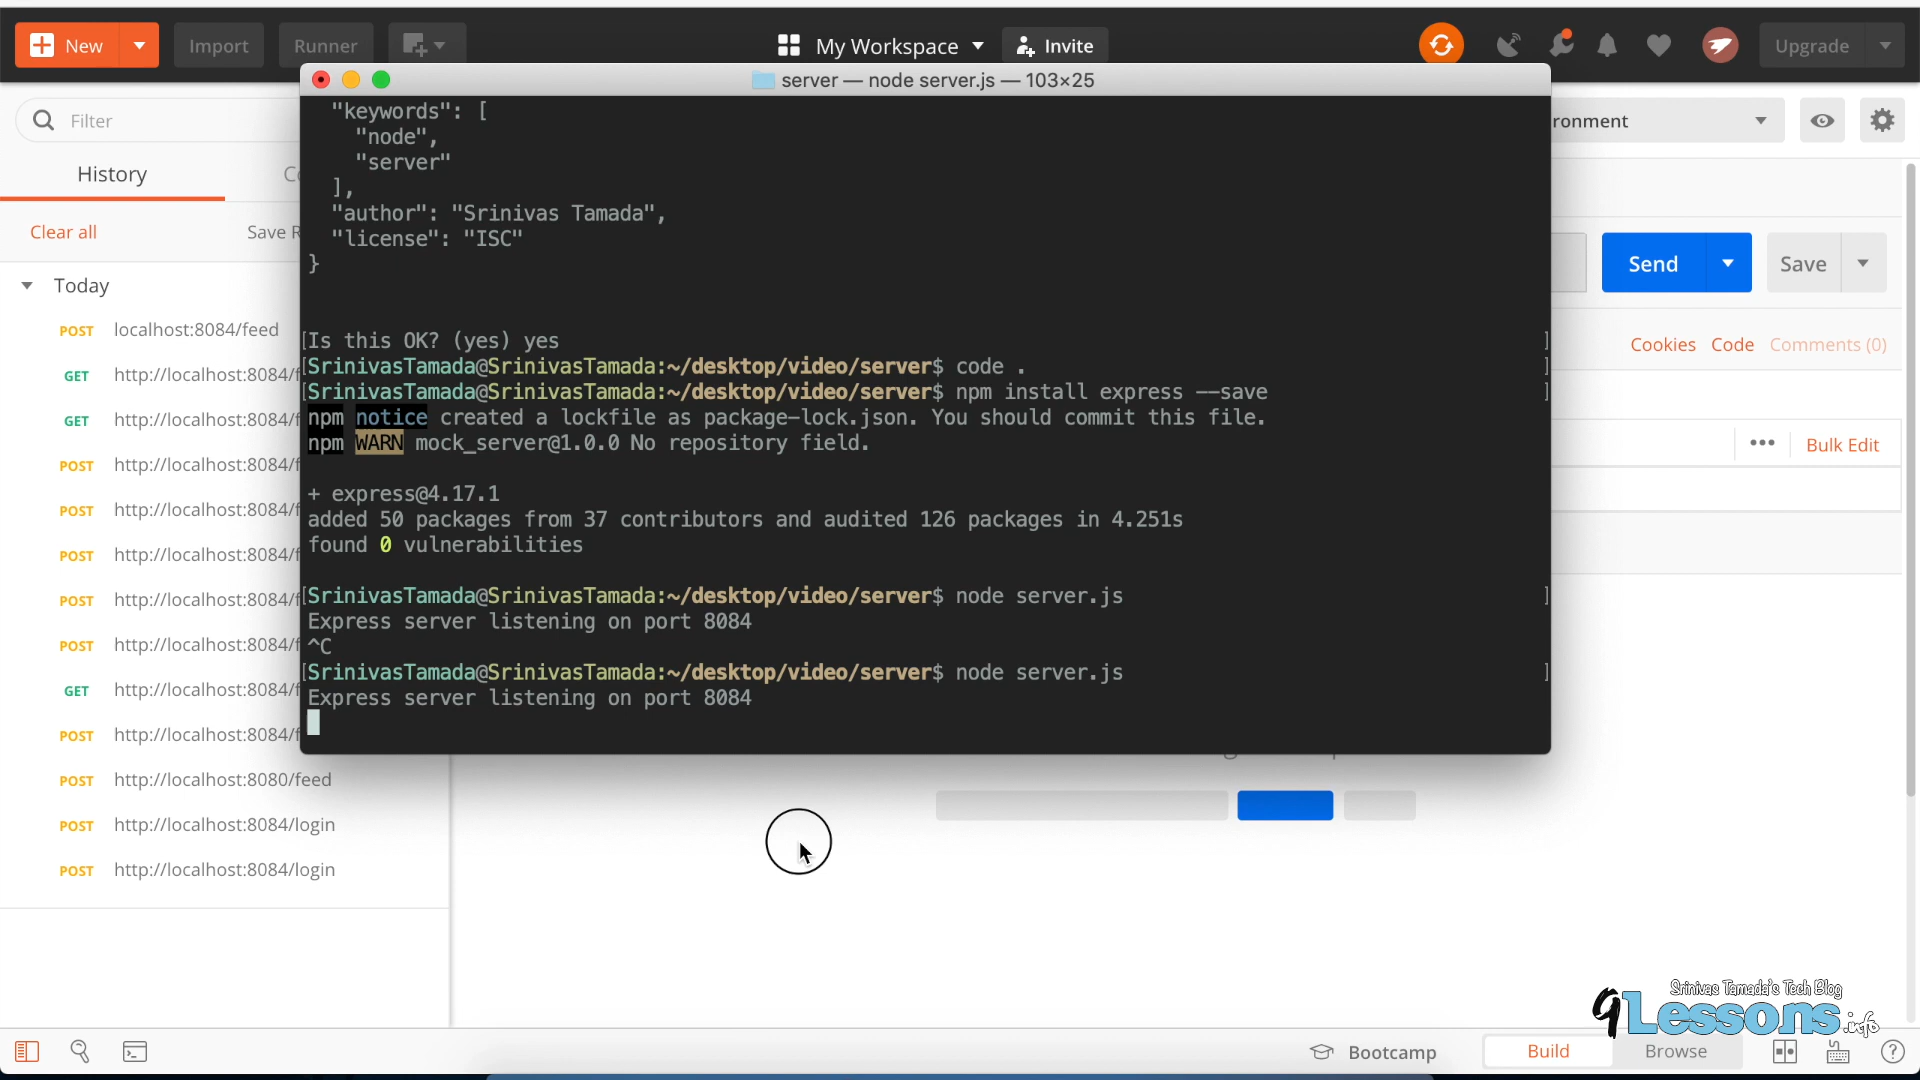 New
Import
Runner
My Workspace
Invite
Upgrade
server — node server.js — 103×25
Filter
ronment
History
Clear all
Save R
Today
POST localhost:8084/feed
GET http://localhost:8084/f
GET http://localhost:8084/f
POST http://localhost:8084/f
POST http://localhost:8084/f
POST http://localhost:8084/f
POST http://localhost:8084/f
POST http://localhost:8084/f
GET http://localhost:8084/f
POST http://localhost:8084/f
POST http://localhost:8080/feed
POST http://localhost:8084/login
POST http://localhost:8084/login
"keywords": [
"node",
"server"
],
"author": "Srinivas Tamada",
"license": "ISC"
}
[Is this OK? (yes) yes ]
[SrinivasTamada@SrinivasTamada:~/desktop/video/server$ code . ]
[SrinivasTamada@SrinivasTamada:~/desktop/video/server$ npm install express --save ]
npm notice created a lockfile as package-lock.json. You should commit this file.
npm WARN mock_server@1.0.0 No repository field.
+ express@4.17.1
added 50 packages from 37 contributors and audited 126 packages in 4.251s
found 0 vulnerabilities
[SrinivasTamada@SrinivasTamada:~/desktop/video/server$ node server.js ]
Express server listening on port 8084
^C
[SrinivasTamada@SrinivasTamada:~/desktop/video/server$ node server.js ]
Express server listening on port 8084
Send
Save
Cookies Code Comments (0)
••• Bulk Edit
Srinivas Tamada's Tech Blog
9Lessons.info
Bootcamp
Build
Browse